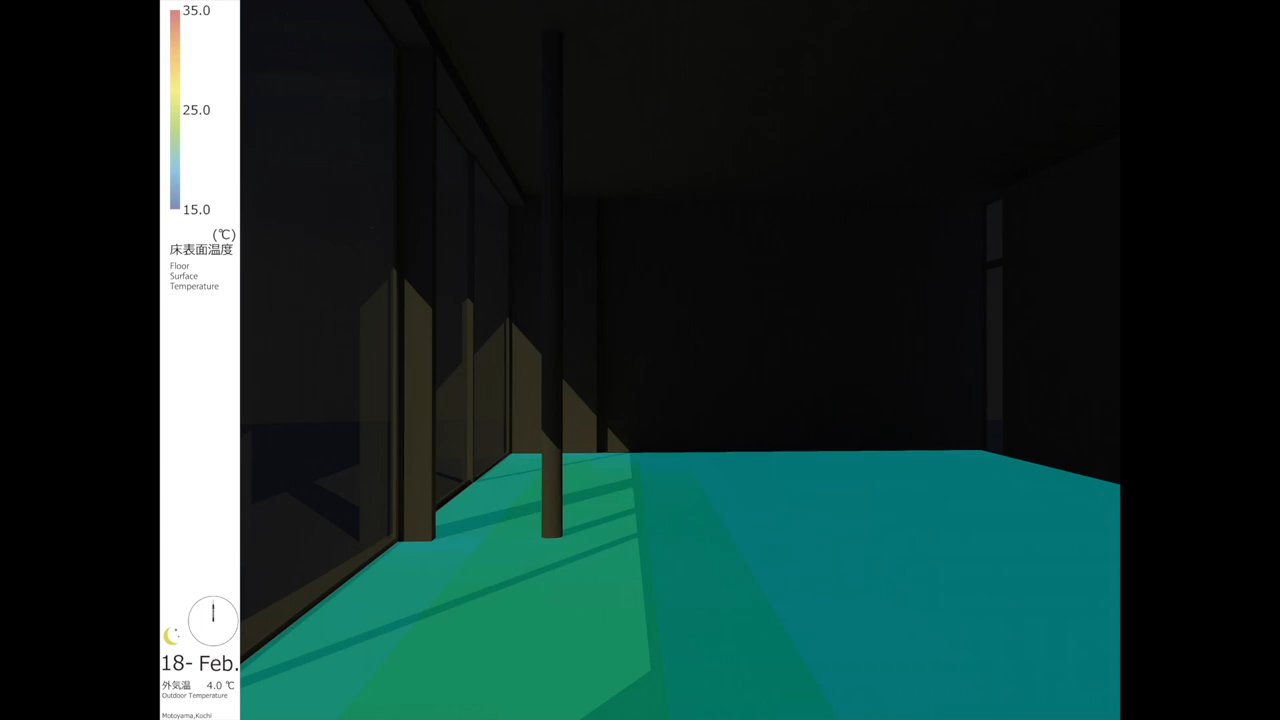 35.0
25.0
15.0
(℃)
床表面温度
Floor
Surface
Temperature
18- Feb.
外気温 4.0 ℃
Outdoor Temperature
Motoyama,Kochi